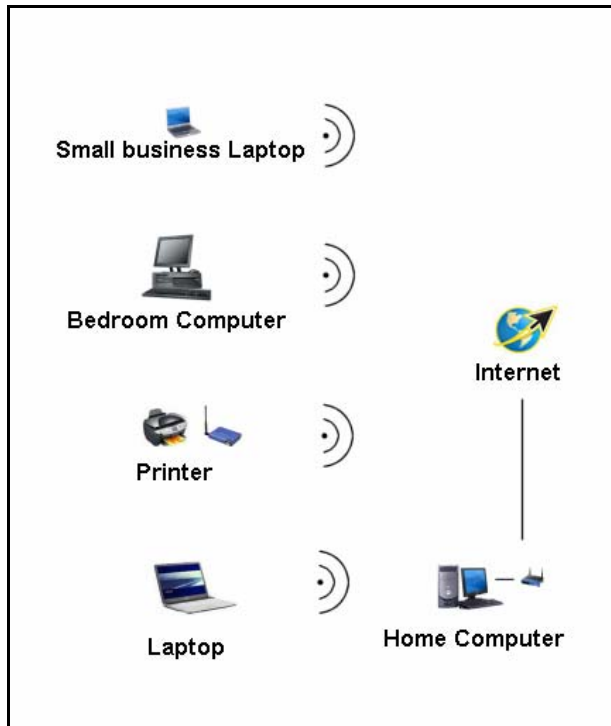 Small business Laptop
Bedroom Computer
Internet
Printer
Laptop
Home Computer